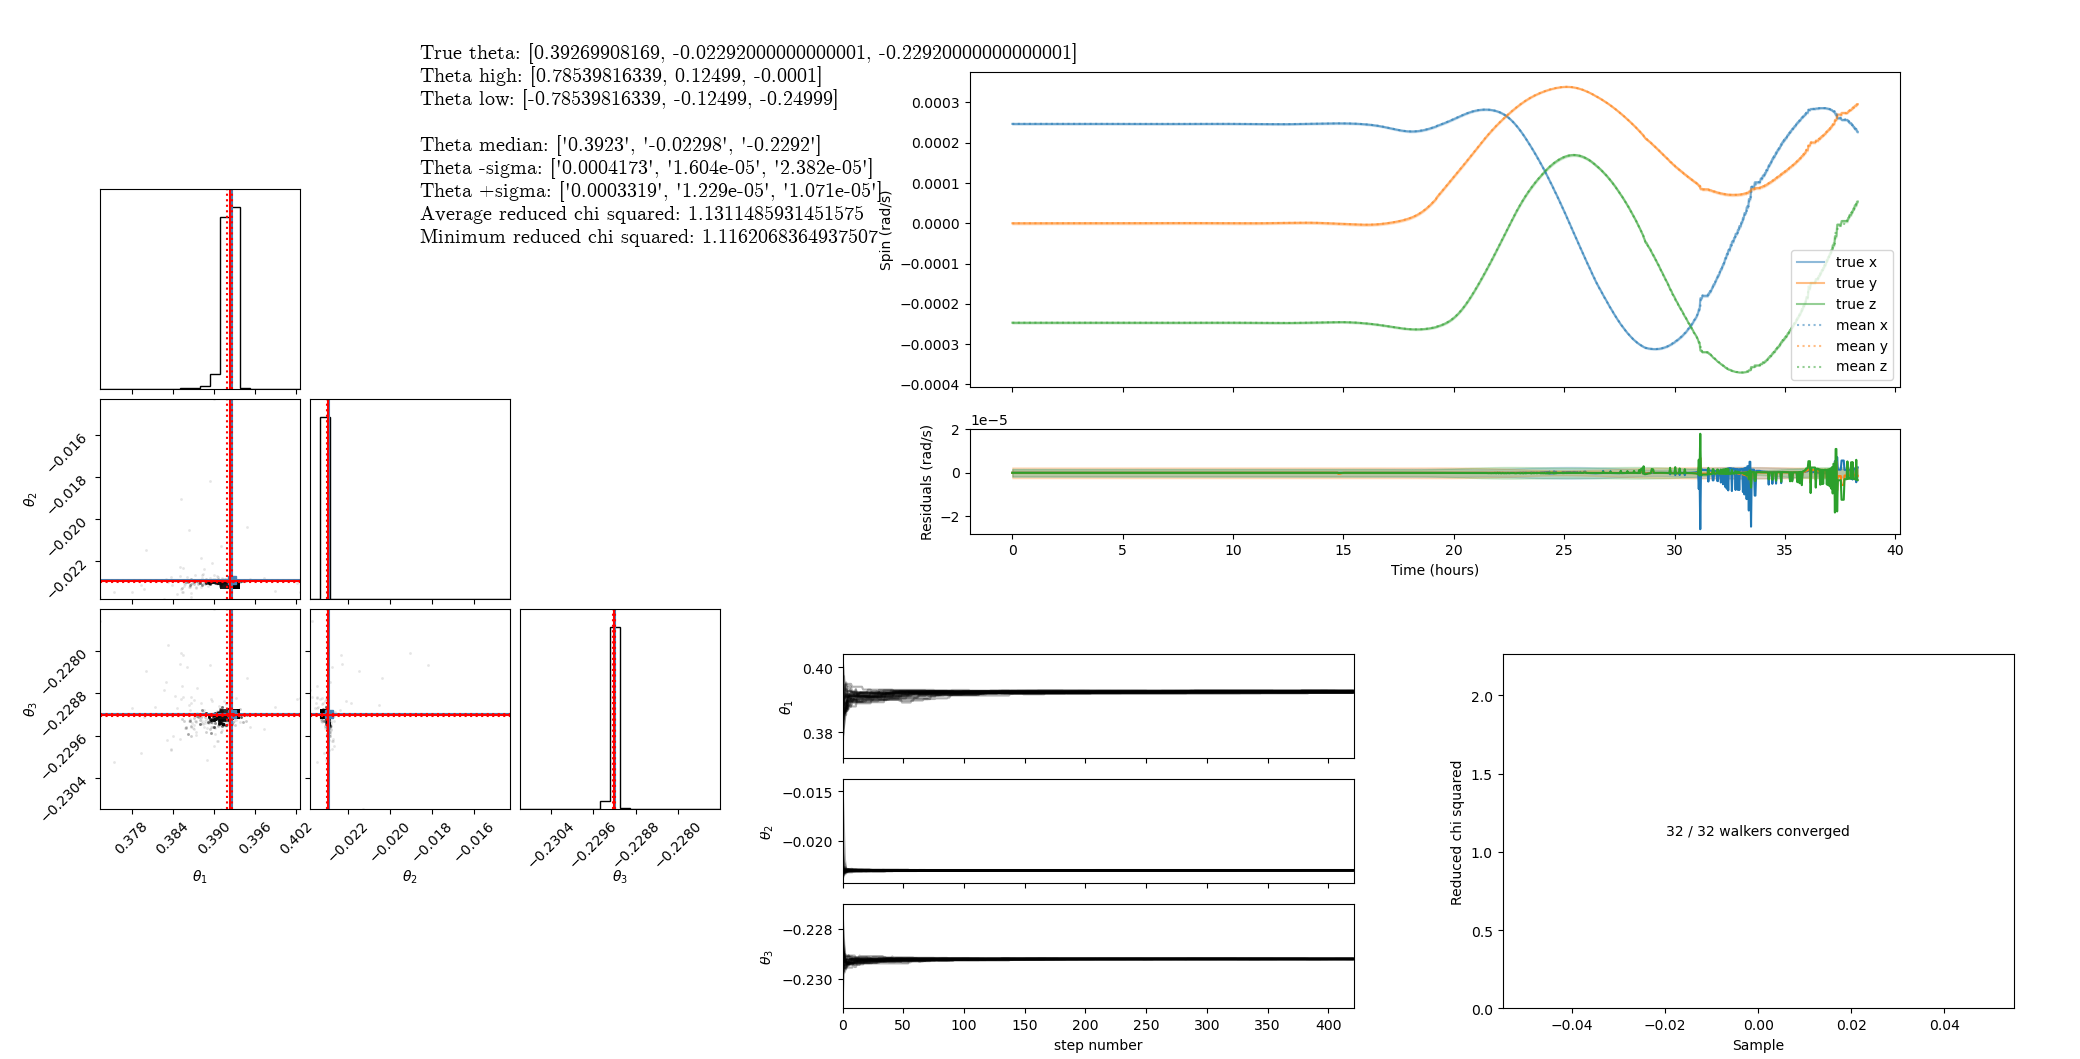 True theta: [0.39269908169, -0.02292000000000001, -0.22920000000000001]
Theta high: [0.78539816339, 0.12499, -0.0001]
Theta low: [-0.78539816339, -0.12499, -0.24999]
Theta median: ['0.3923', '-0.02298', '-0.2292']
Theta -sigma: ['0.0004173', '1.604e-05', '2.382e-05']
Theta +sigma: ['0.0003319', '1.229e-05', '1.071e-05']
Average reduced chi squared: 1.1311485931451575
Minimum reduced chi squared: 1.1162068364937507
Spin (rad/s)
0.0003
0.0002
0.0001
0.0000
−0.0001
−0.0002
−0.0003
−0.0004
true x
true y
true z
mean x
mean y
mean z
1e−5
Residuals (rad/s)
2
0
−2
0 5 10 15 20 25 30 35 40
Time (hours)
θ2
−0.016
−0.018
−0.020
−0.022
θ3
−0.2280
−0.2288
−0.2296
−0.2304
0.378 0.384 0.390 0.396 0.402
θ1
−0.022 −0.020 −0.018 −0.016
θ2
−0.2304 −0.2296 −0.2288 −0.2280
θ3
θ1
0.40
0.38
θ2
−0.015
−0.020
θ3
−0.228
−0.230
0 50 100 150 200 250 300 350 400
step number
Reduced chi squared
2.0
1.5
1.0
0.5
0.0
32 / 32 walkers converged
−0.04 −0.02 0.00 0.02 0.04
Sample